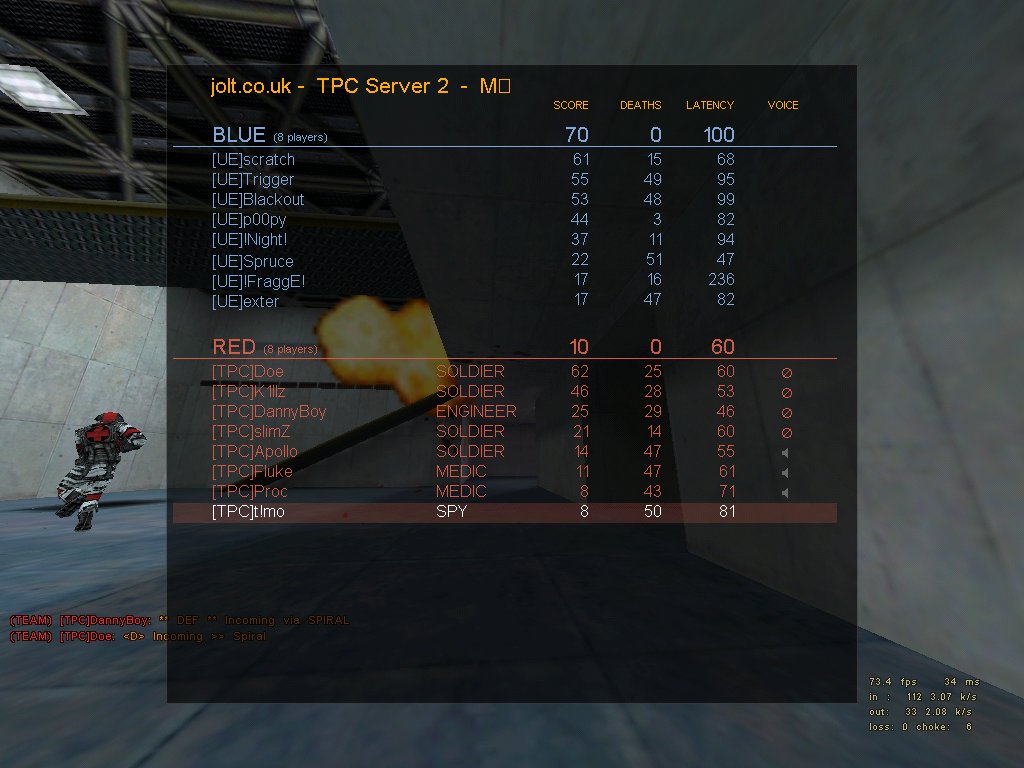 jolt.co.uk - TPC Server 2 - M□
SCORE DEATHS LATENCY VOICE
BLUE (8 players) 70 0 100
[UE]scratch 61 15 68
[UE]Trigger 55 49 95
[UE]Blackout 53 48 99
[UE]p00py 44 3 82
[UE]!Night! 37 11 94
[UE]Spruce 22 51 47
[UE]!FraggE! 17 16 236
[UE]exter 17 47 82
RED (8 players) 10 0 60
[TPC]Doe SOLDIER 62 25 60
[TPC]K1llz SOLDIER 46 28 53
[TPC]DannyBoy ENGINEER 25 29 46
[TPC]slimZ SOLDIER 21 14 60
[TPC]Apollo SOLDIER 14 47 55
[TPC]Fluke MEDIC 11 47 61
[TPC]Proc MEDIC 8 43 71
[TPC]t!mo SPY 8 50 81
(TEAM) [TPC]DannyBoy: ** DEF ** Incoming via SPIRAL
(TEAM) [TPC]Doe: <D> Incoming >> Spiral
73.4 fps 34 ms
in : 112 3.07 k/s
out: 33 2.08 k/s
loss: 0 choke: 6